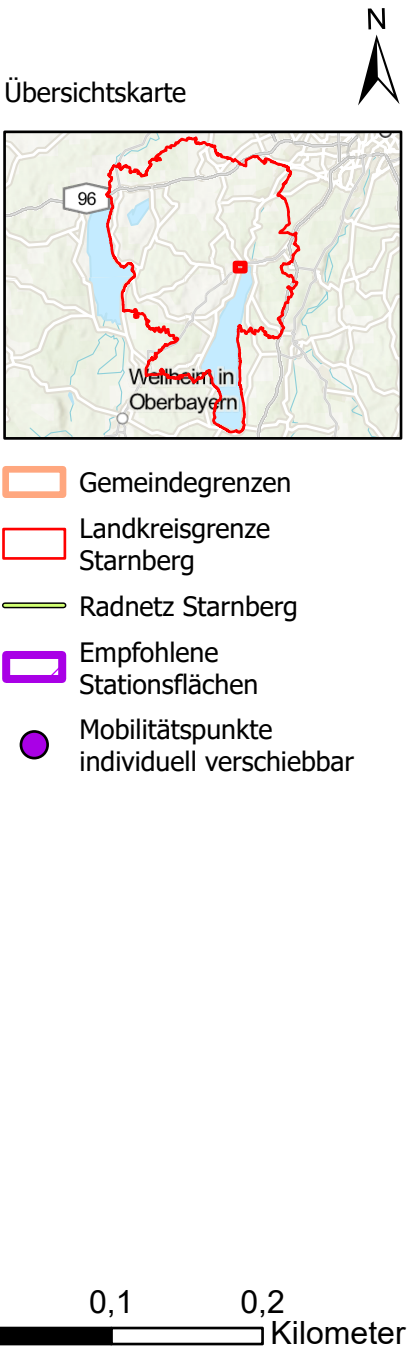 N
Übersichtskarte
96
Weilheim in
Oberbayern
Gemeindegrenzen
Landkreisgrenze
Starnberg
Radnetz Starnberg
Empfohlene
Stationsflächen
Mobilitätspunkte
individuell verschiebbar
0,1 0,2
Kilometer